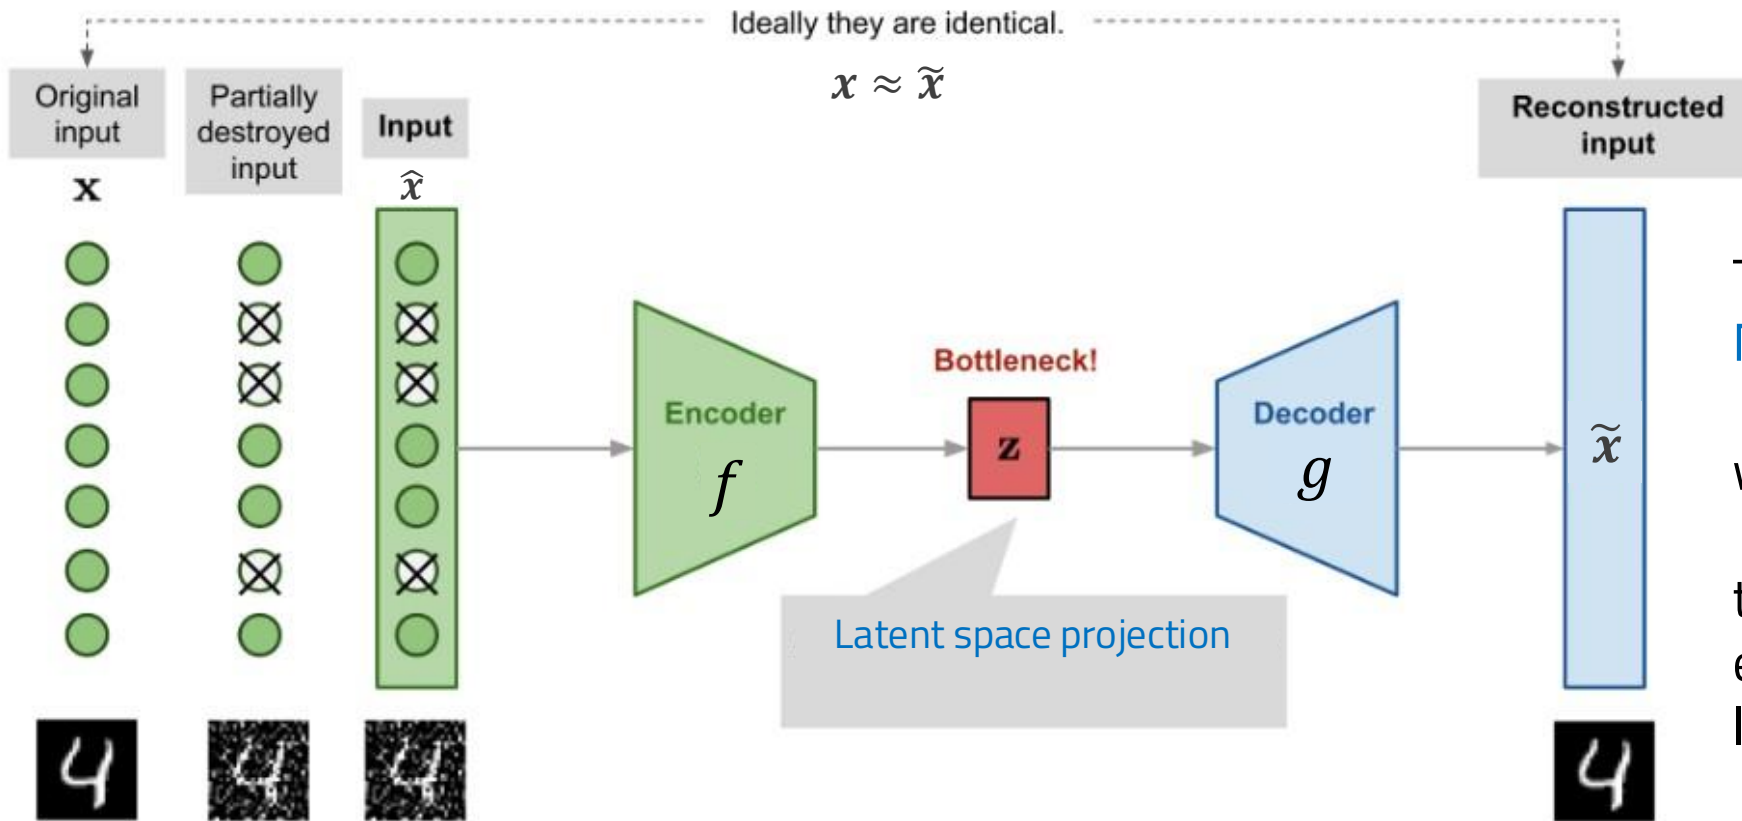 Ideally they are identical.
x ≈ x̃
Original
input
x
Partially
destroyed
input
Input
x̂
Reconstructed
input
Encoder
f
Bottleneck!
z
Decoder
g
x̃
Latent space projection